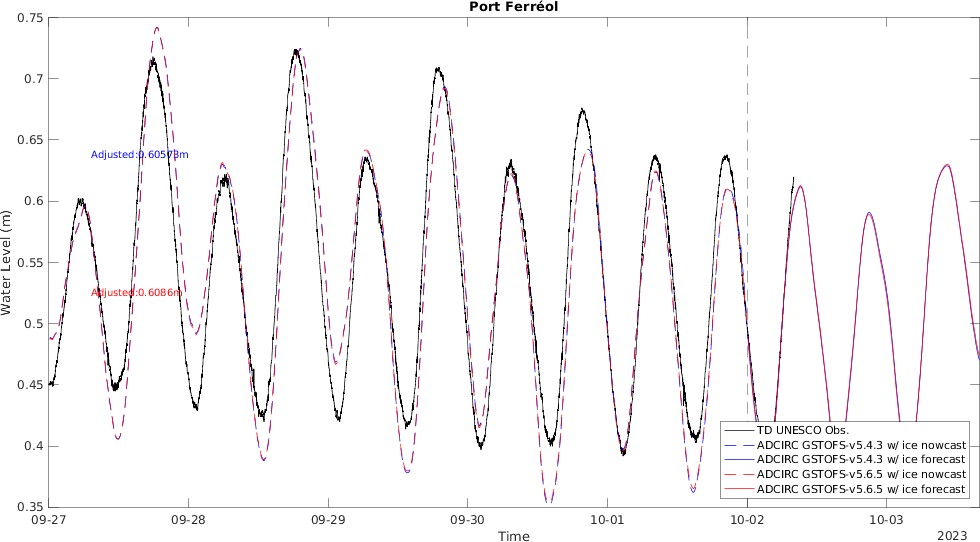 Port Ferréol
Water Level (m)
0.75
0.7
0.65
0.6
0.55
0.5
0.45
0.4
0.35
Adjusted:0.60573m
Adjusted:0.6086m
TD UNESCO Obs.
ADCIRC GSTOFS-v5.4.3 w/ ice nowcast
ADCIRC GSTOFS-v5.4.3 w/ ice forecast
ADCIRC GSTOFS-v5.6.5 w/ ice nowcast
ADCIRC GSTOFS-v5.6.5 w/ ice forecast
09-27 09-28 09-29 09-30 10-01 10-02 10-03
Time
2023